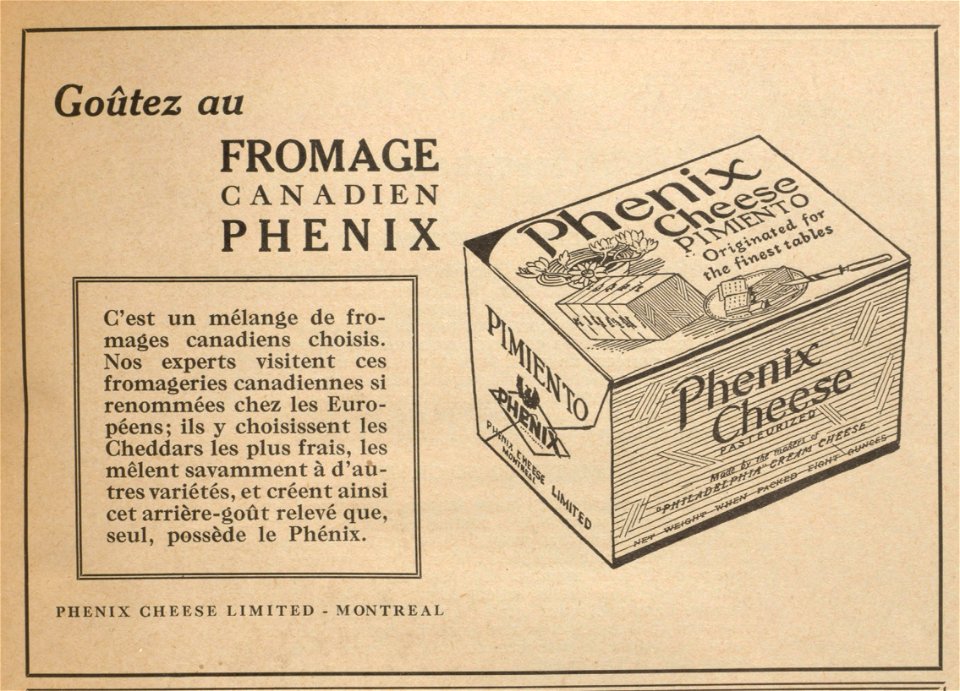 Goûtez au
FROMAGE
CANADIEN
PHENIX
C'est un mélange de fro-
mages canadiens choisis.
Nos experts visitent ces
fromageries canadiennes si
renommées chez les Euro-
péens; ils y choisissent les
Cheddars les plus frais, les
mêlent savamment à d'au-
tres variétés, et créent ainsi
cet arrière-goût relevé que,
seul, possède le Phénix.
PHENIX CHEESE LIMITED - MONTREAL
Phenix
Cheese
PIMIENTO
Originated for
the finest tables
PIMIENTO
PHENIX
PHENIX CHEESE LIMITED
MONTREAL
Phenix
Cheese
PASTEURIZED
Made by the makers of
"PHILADELPHIA" CREAM CHEESE
NET WEIGHT WHEN PACKED EIGHT OUNCES